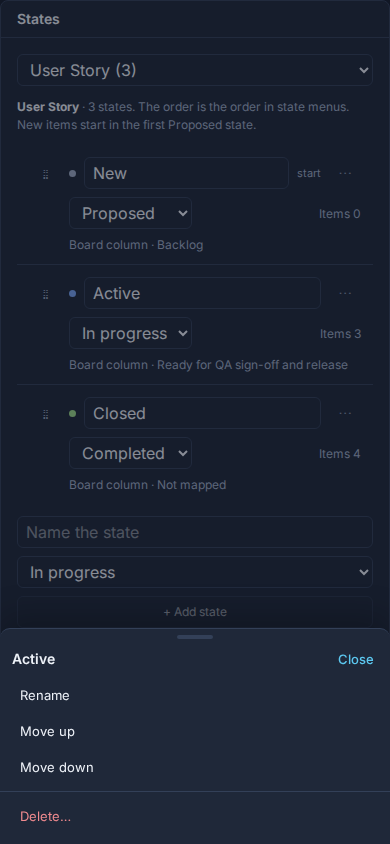 States
User Story (3)
User Story · 3 states. The order is the order in state menus.
New items start in the first Proposed state.
New
start
...
Proposed
Items 0
Board column · Backlog
Active
...
In progress
Items 3
Board column · Ready for QA sign-off and release
Closed
...
Completed
Items 4
Board column · Not mapped
Name the state
In progress
+ Add state
Active
Close
Rename
Move up
Move down
Delete...